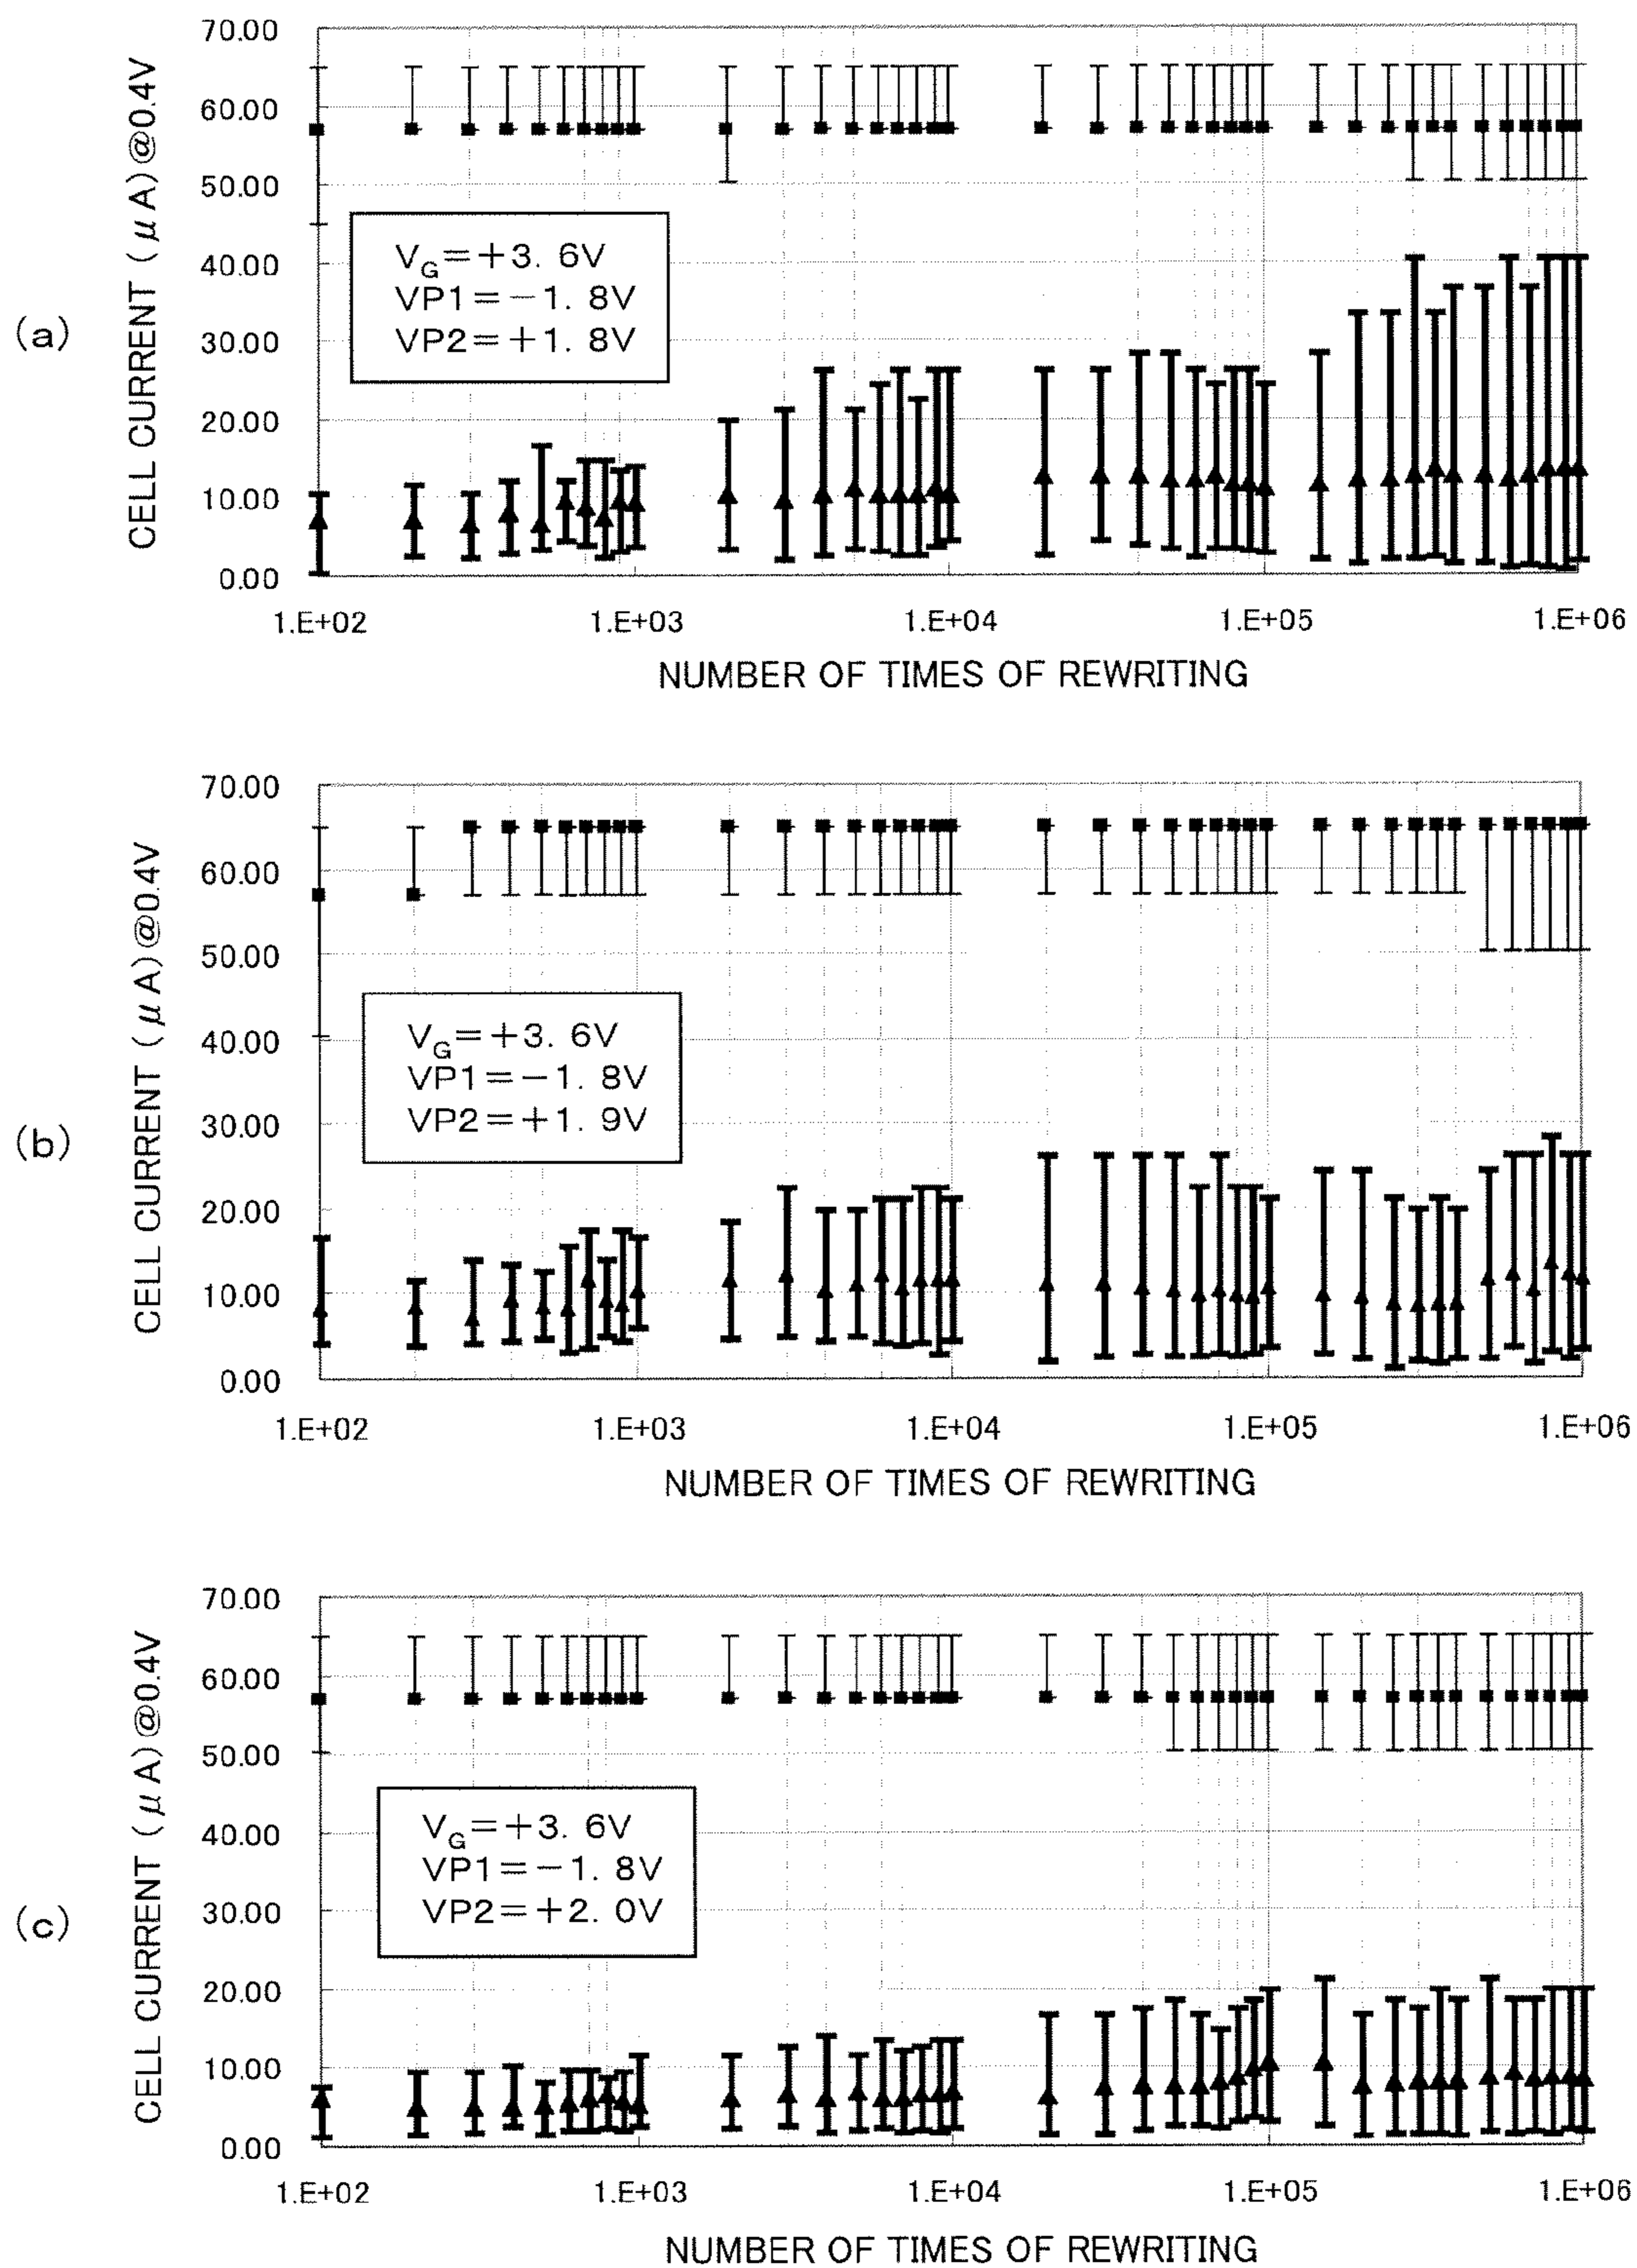 (a)
CELL CURRENT (μA)@0.4V
70.00
60.00
50.00
40.00
30.00
20.00
10.00
0.00
VG=+3.6V
VP1=−1.8V
VP2=+1.8V
1.E+02 1.E+03 1.E+04 1.E+05 1.E+06
NUMBER OF TIMES OF REWRITING
(b)
CELL CURRENT (μA)@0.4V
70.00
60.00
50.00
40.00
30.00
20.00
10.00
0.00
VG=+3.6V
VP1=−1.8V
VP2=+1.9V
1.E+02 1.E+03 1.E+04 1.E+05 1.E+06
NUMBER OF TIMES OF REWRITING
(c)
CELL CURRENT (μA)@0.4V
70.00
60.00
50.00
40.00
30.00
20.00
10.00
0.00
VG=+3.6V
VP1=−1.8V
VP2=+2.0V
1.E+02 1.E+03 1.E+04 1.E+05 1.E+06
NUMBER OF TIMES OF REWRITING